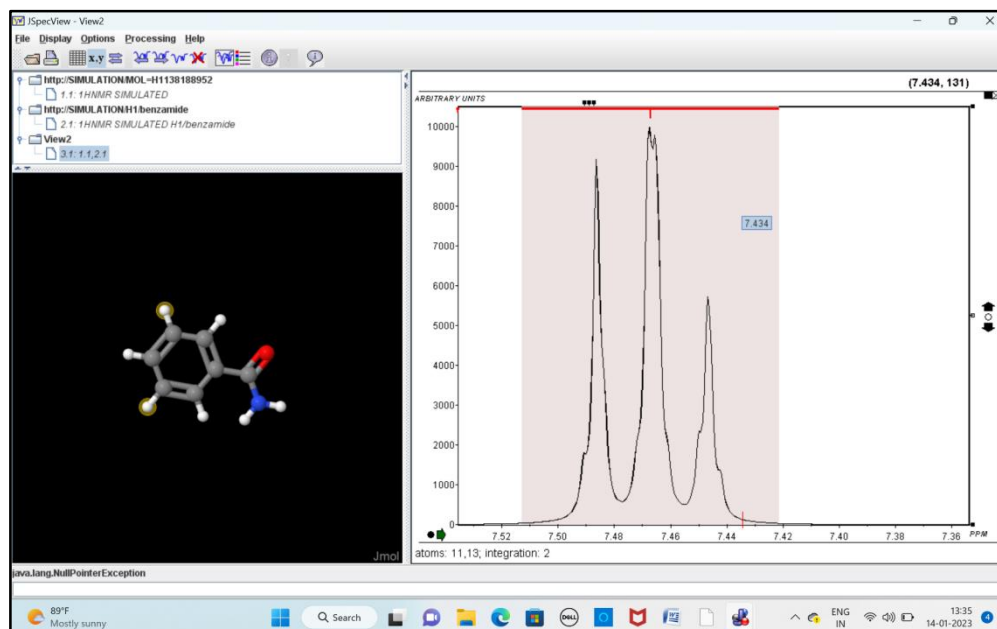 JSpecView - View2
File Display Options Processing Help
x.y
http://SIMULATION/MOL=H1138188952
1.1: 1HNMR SIMULATED
http://SIMULATION/H1/benzamide
2.1: 1HNMR SIMULATED H1/benzamide
View2
3.1: 1.1,2.1
Jmol
(7.434, 131)
ARBITRARY UNITS
10000
9000
8000
7.434
7000
6000
5000
4000
3000
2000
1000
0
7.52 7.50 7.48 7.46 7.44 7.42 7.40 7.38 7.36 PPM
atoms: 11,13; integration: 2
java.lang.NullPointerException
89°F
Mostly sunny
Search
DELL
W
ENG
IN
13:35
14-01-2023
4